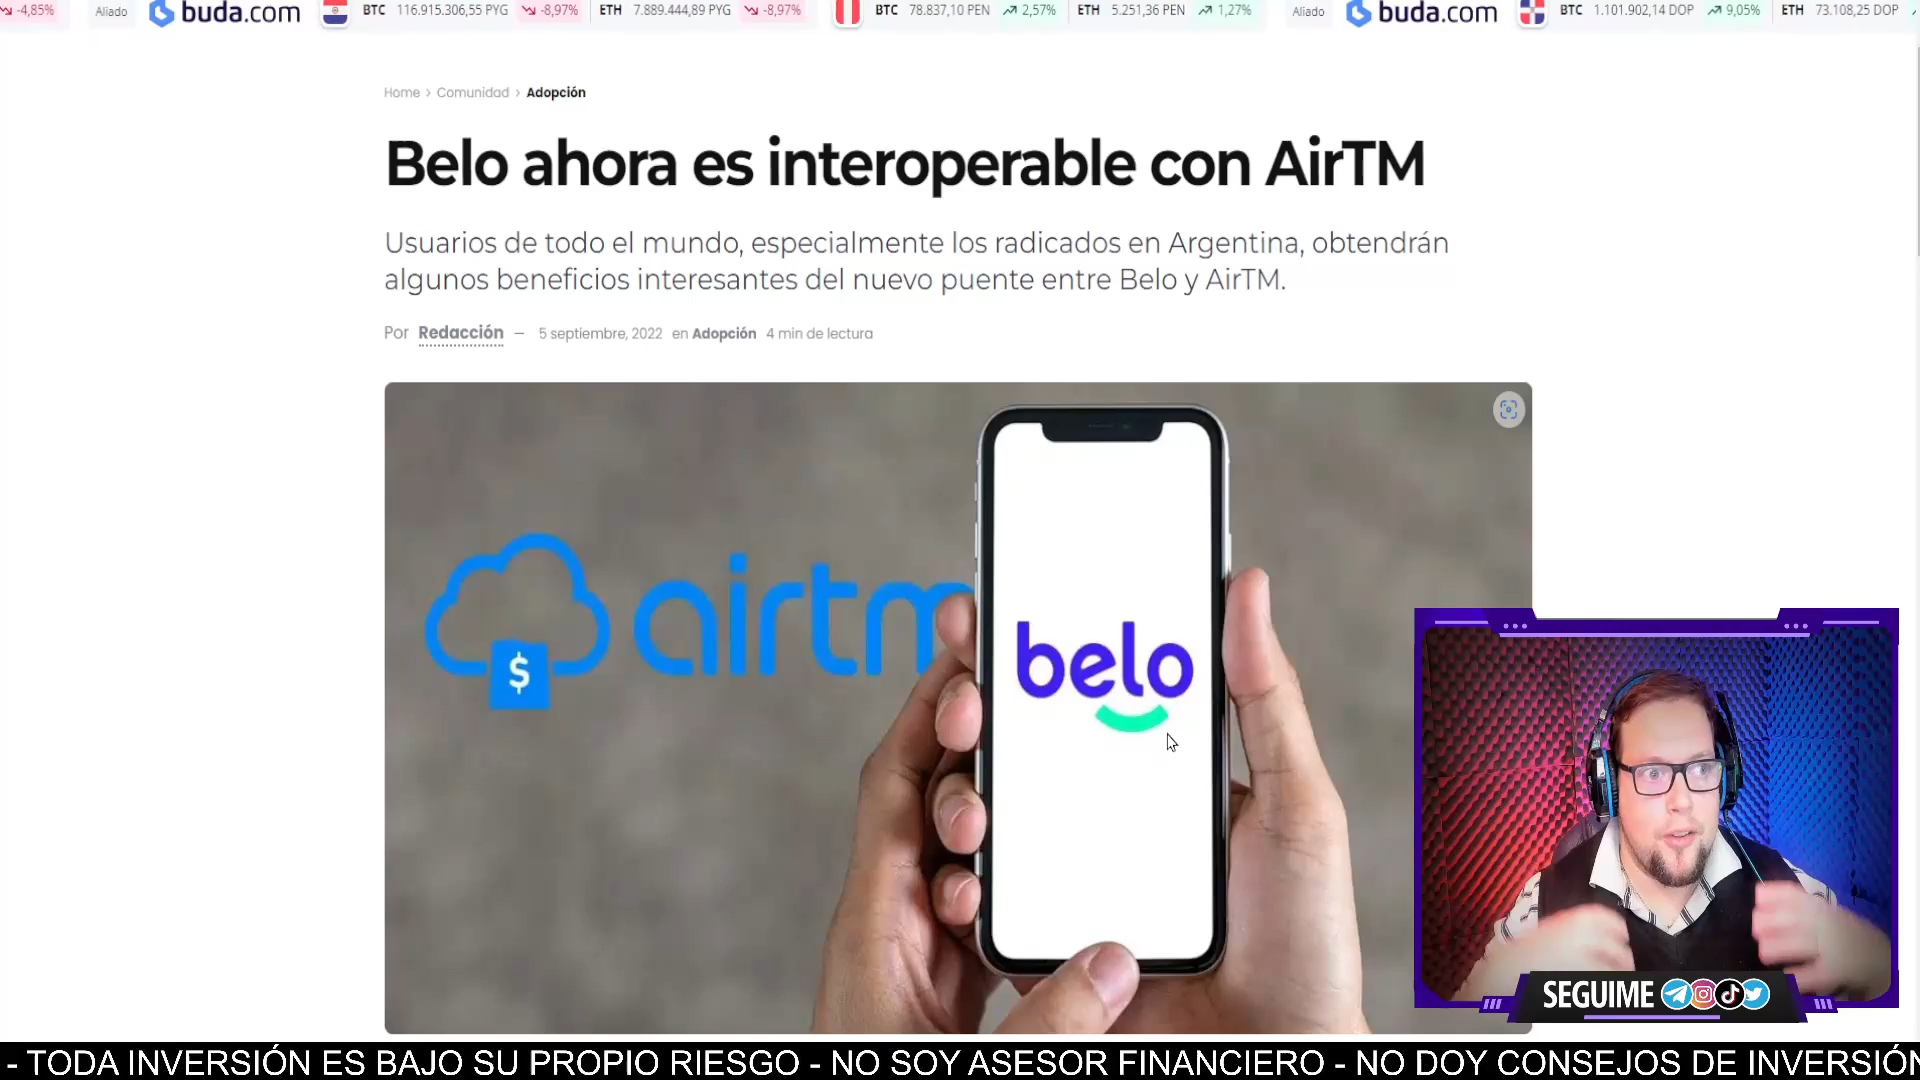 -4,85%
Aliado
buda.com
BTC 116.915.306,55 PYG -8,97%
ETH 7.889.444,89 PYG -8,97%
BTC 78.837,10 PEN 2,57%
ETH 5.251,36 PEN 1,27%
Aliado
buda.com
BTC 1.101.902,14 DOP 9,05%
ETH 73.108,25 DOP
Home > Comunidad > Adopción
Belo ahora es interoperable con AirTM
Usuarios de todo el mundo, especialmente los radicados en Argentina, obtendrán
algunos beneficios interesantes del nuevo puente entre Belo y AirTM.
Por Redacción — 5 septiembre, 2022 en Adopción 4 min de lectura
$
airtm
belo
SEGUIME
- TODA INVERSIÓN ES BAJO SU PROPIO RIESGO - NO SOY ASESOR FINANCIERO - NO DOY CONSEJOS DE INVERSIÓN